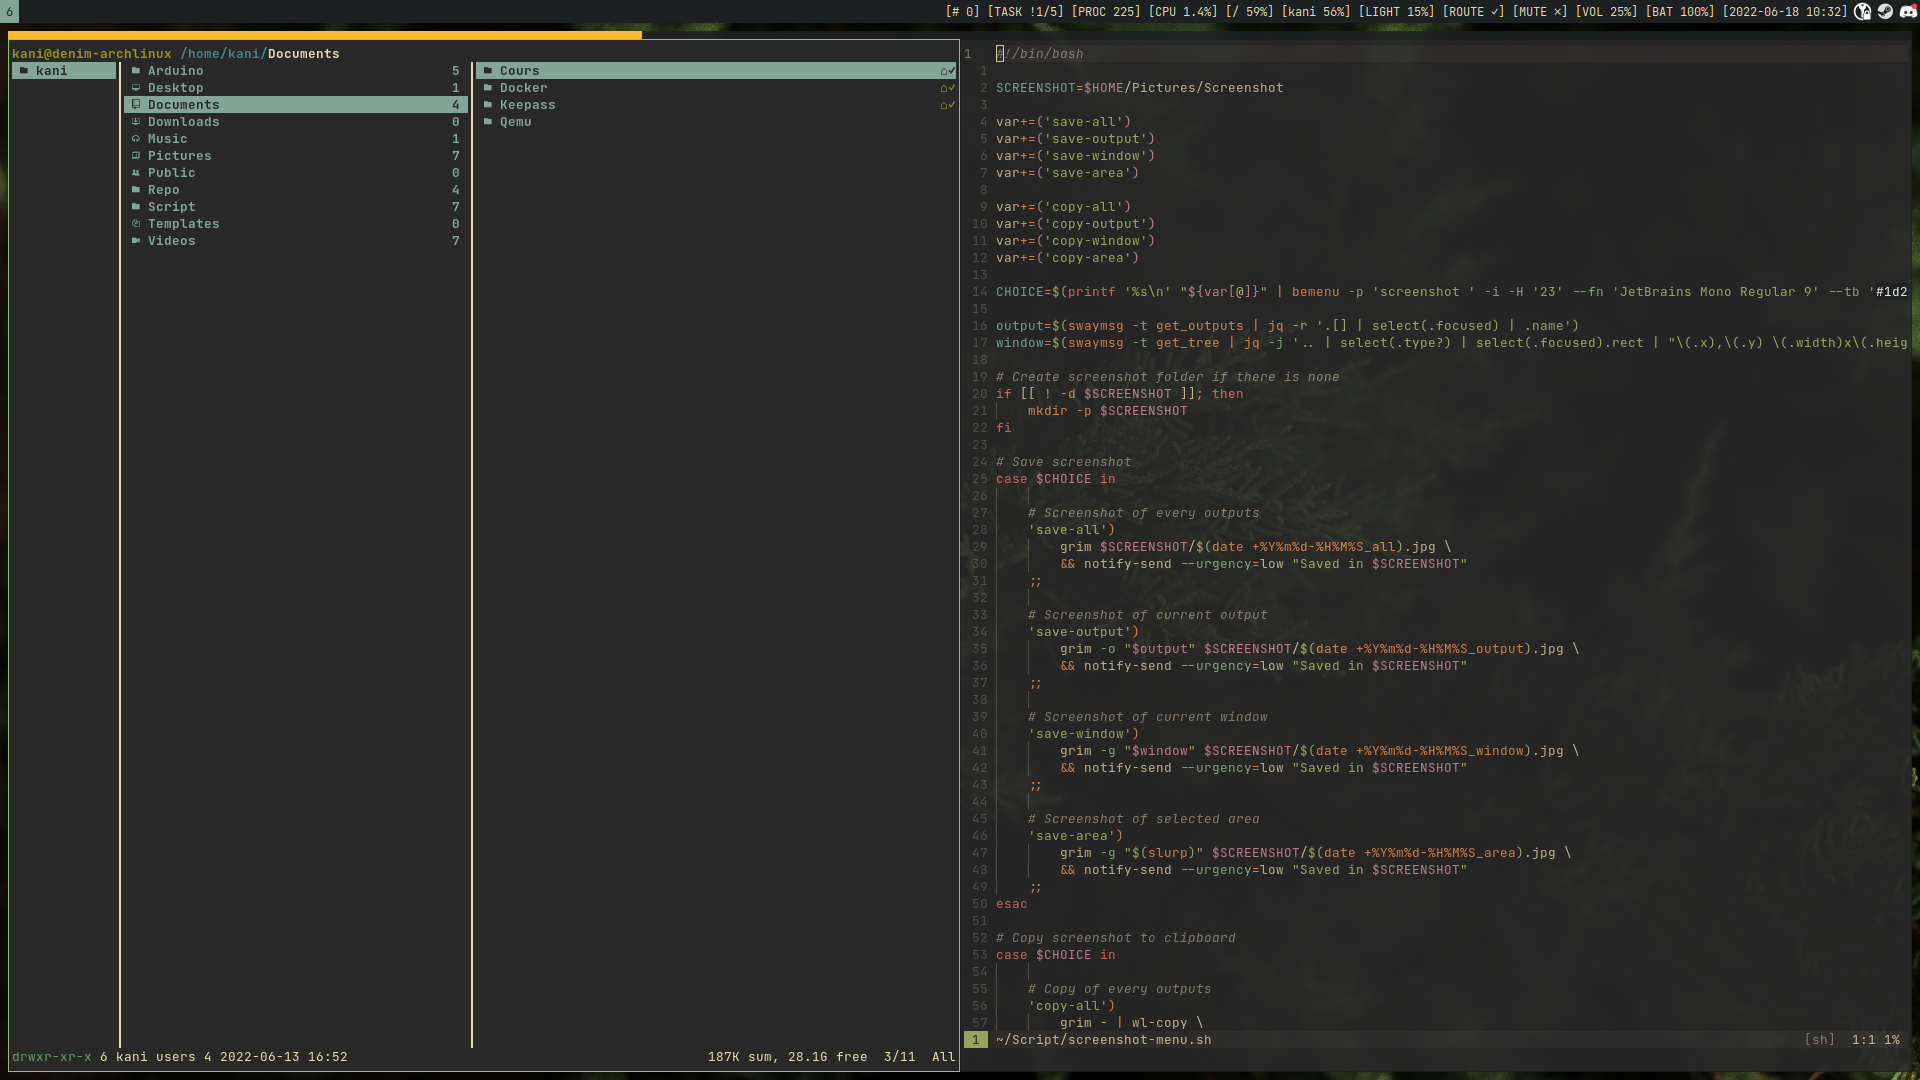 6 [# 0] [TASK !1/5] [PROC 225] [CPU 1.4%] [/ 59%] [kani 56%] [LIGHT 15%] [ROUTE ✓] [MUTE ×] [VOL 25%] [BAT 100%] [2022-06-18 10:32]
kani@denim-archlinux /home/kani/Documents
kani
Arduino 5
Desktop 1
Documents 4
Downloads 0
Music 1
Pictures 7
Public 0
Repo 4
Script 7
Templates 0
Videos 7
Cours ⌂✓
Docker ⌂✓
Keepass ⌂✓
Qemu
drwxr-xr-x 6 kani users 4 2022-06-13 16:52 187K sum, 28.1G free 3/11 All
1 #!/bin/bash
1
2 SCREENSHOT=$HOME/Pictures/Screenshot
3
4 var+=('save-all')
5 var+=('save-output')
6 var+=('save-window')
7 var+=('save-area')
8
9 var+=('copy-all')
10 var+=('copy-output')
11 var+=('copy-window')
12 var+=('copy-area')
13
14 CHOICE=$(printf '%s\n' "${var[@]}" | bemenu -p 'screenshot ' -i -H '23' --fn 'JetBrains Mono Regular 9' --tb '#1d2
15
16 output=$(swaymsg -t get_outputs | jq -r '.[] | select(.focused) | .name')
17 window=$(swaymsg -t get_tree | jq -j '.. | select(.type?) | select(.focused).rect | "\(.x),\(.y) \(.width)x\(.heig
18
19 # Create screenshot folder if there is none
20 if [[ ! -d $SCREENSHOT ]]; then
21 mkdir -p $SCREENSHOT
22 fi
23
24 # Save screenshot
25 case $CHOICE in
26
27 # Screenshot of every outputs
28 'save-all')
29 grim $SCREENSHOT/$(date +%Y%m%d-%H%M%S_all).jpg \
30 && notify-send --urgency=low "Saved in $SCREENSHOT"
31 ;;
32
33 # Screenshot of current output
34 'save-output')
35 grim -o "$output" $SCREENSHOT/$(date +%Y%m%d-%H%M%S_output).jpg \
36 && notify-send --urgency=low "Saved in $SCREENSHOT"
37 ;;
38
39 # Screenshot of current window
40 'save-window')
41 grim -g "$window" $SCREENSHOT/$(date +%Y%m%d-%H%M%S_window).jpg \
42 && notify-send --urgency=low "Saved in $SCREENSHOT"
43 ;;
44
45 # Screenshot of selected area
46 'save-area')
47 grim -g "$(slurp)" $SCREENSHOT/$(date +%Y%m%d-%H%M%S_area).jpg \
48 && notify-send --urgency=low "Saved in $SCREENSHOT"
49 ;;
50 esac
51
52 # Copy screenshot to clipboard
53 case $CHOICE in
54
55 # Copy of every outputs
56 'copy-all')
57 grim - | wl-copy \
1 ~/Script/screenshot-menu.sh [sh] 1:1 1%